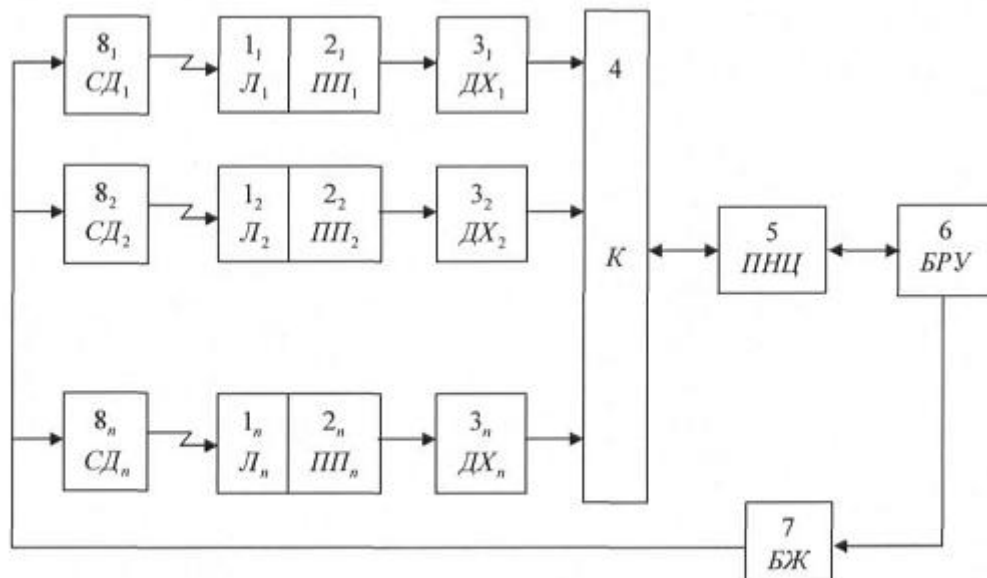 8₁
СД₁
1₁
Л₁
2₁
ПП₁
3₁
ДХ₁
4
К
8₂
СД₂
1₂
Л₂
2₂
ПП₂
3₂
ДХ₂
5
ПНЦ
6
БРУ
8ₙ
СДₙ
1ₙ
Лₙ
2ₙ
ППₙ
3ₙ
ДХₙ
7
БЖ